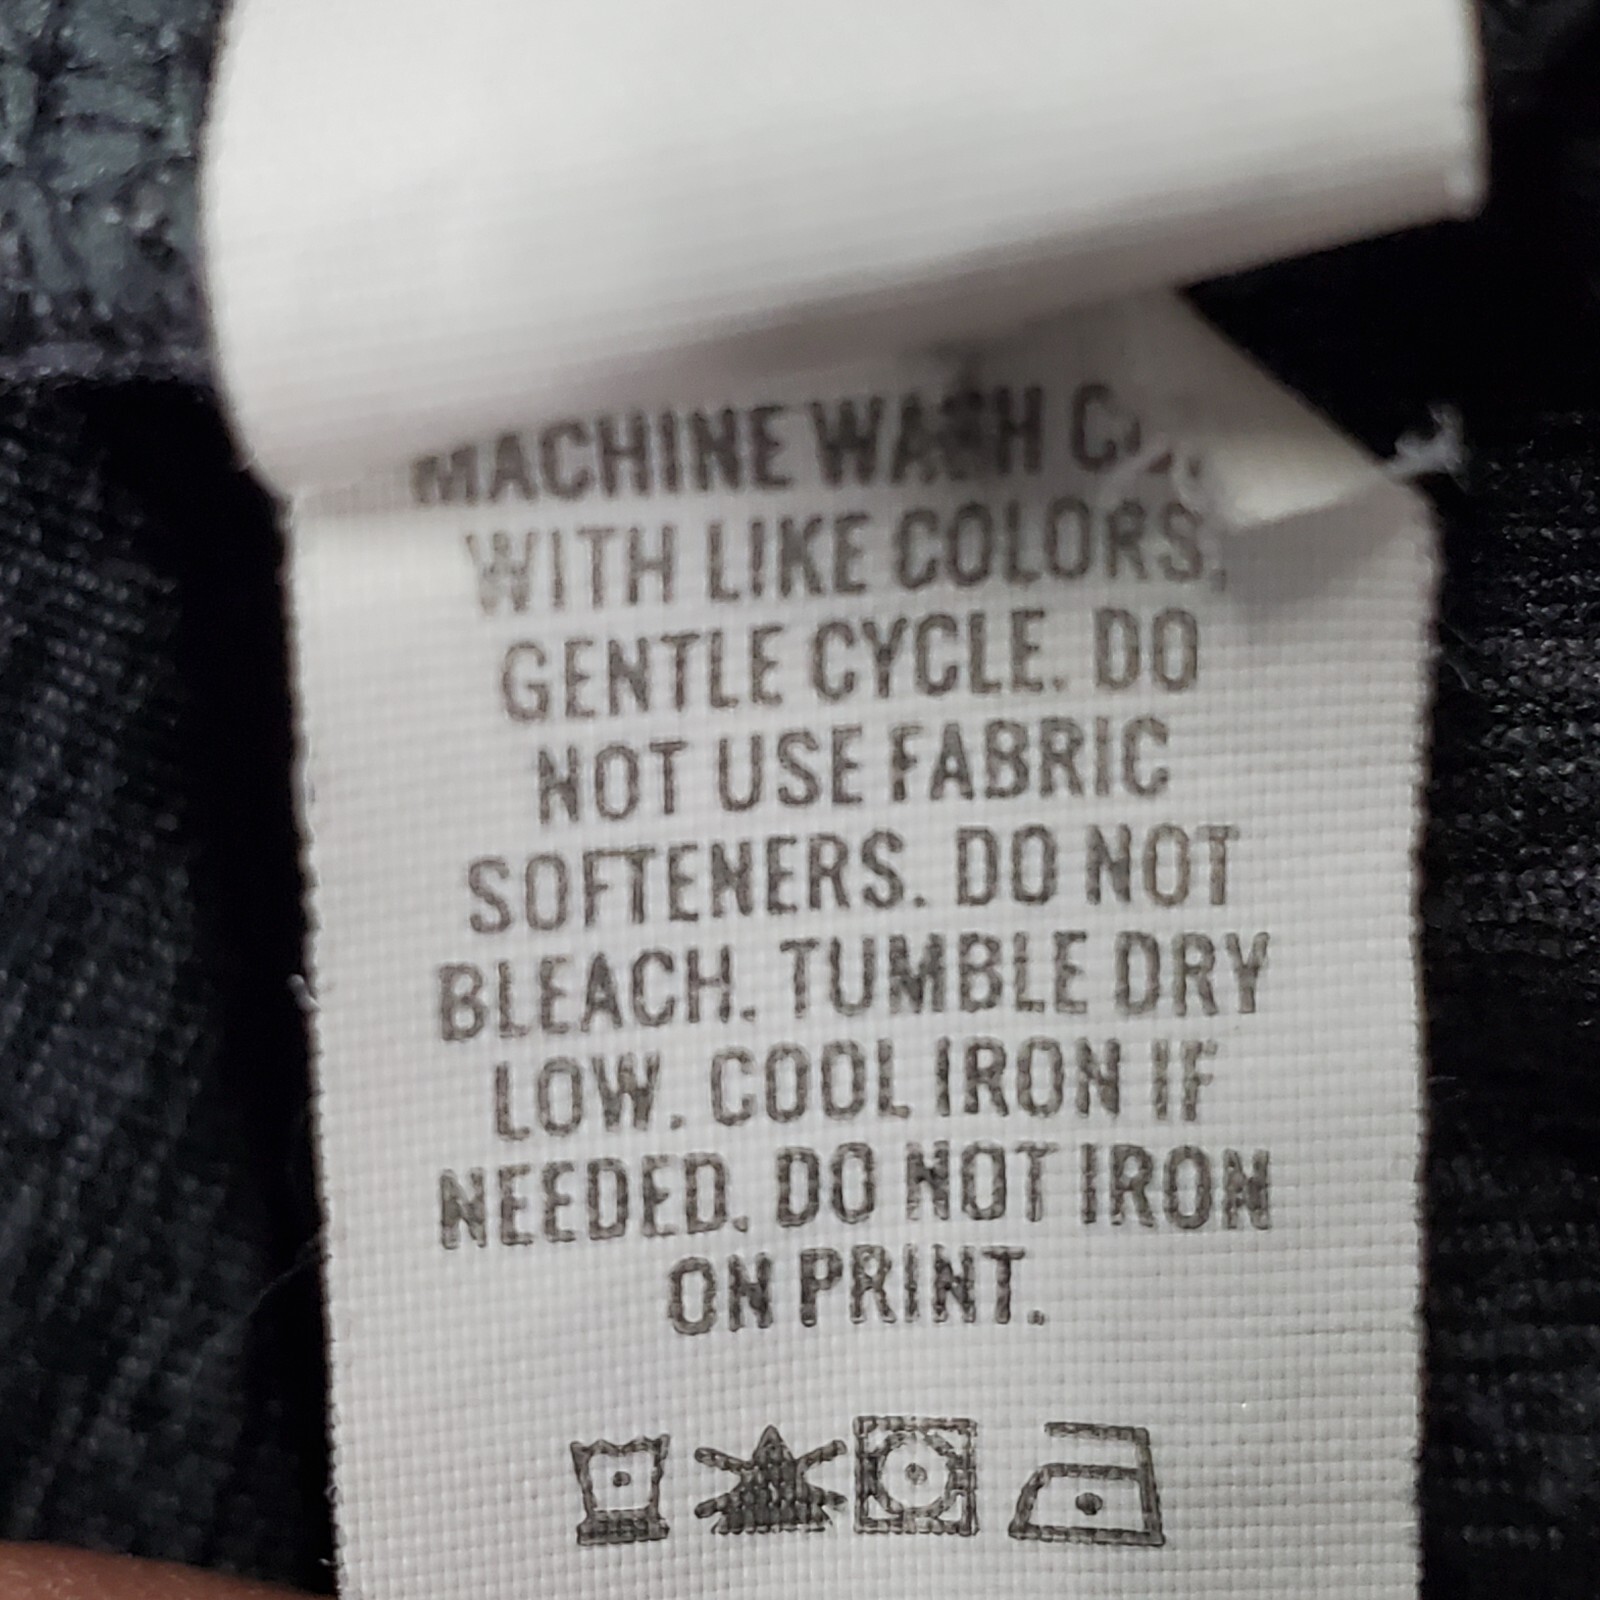 MACHINE WASH
WITH LIKE COLORS,
GENTLE CYCLE. DO
NOT USE FABRIC
SOFTENERS. DO NOT
BLEACH. TUMBLE DRY
LOW. COOL IRON IF
NEEDED. DO NOT IRON
ON PRINT.